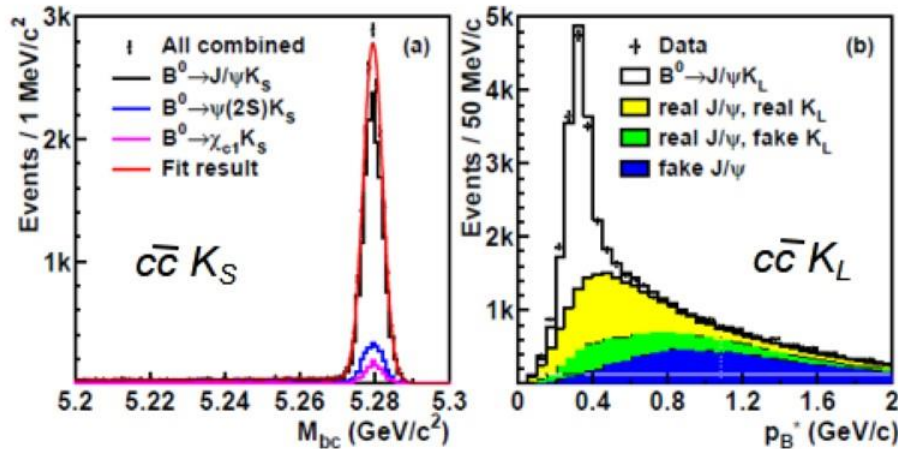 Events / 1 MeV/c²
3k
2k
1k
All combined
(a)
B⁰→J/ψK_S
B⁰→ψ(2S)K_S
B⁰→χ_c1K_S
Fit result
cc̄ K_S
5.2 5.22 5.24 5.26 5.28 5.3
M_bc (GeV/c²)
Events / 50 MeV/c
5k
4k
3k
2k
1k
Data
(b)
B⁰→J/ψK_L
real J/ψ, real K_L
real J/ψ, fake K_L
fake J/ψ
cc̄ K_L
0 0.4 0.8 1.2 1.6 2
p_B* (GeV/c)